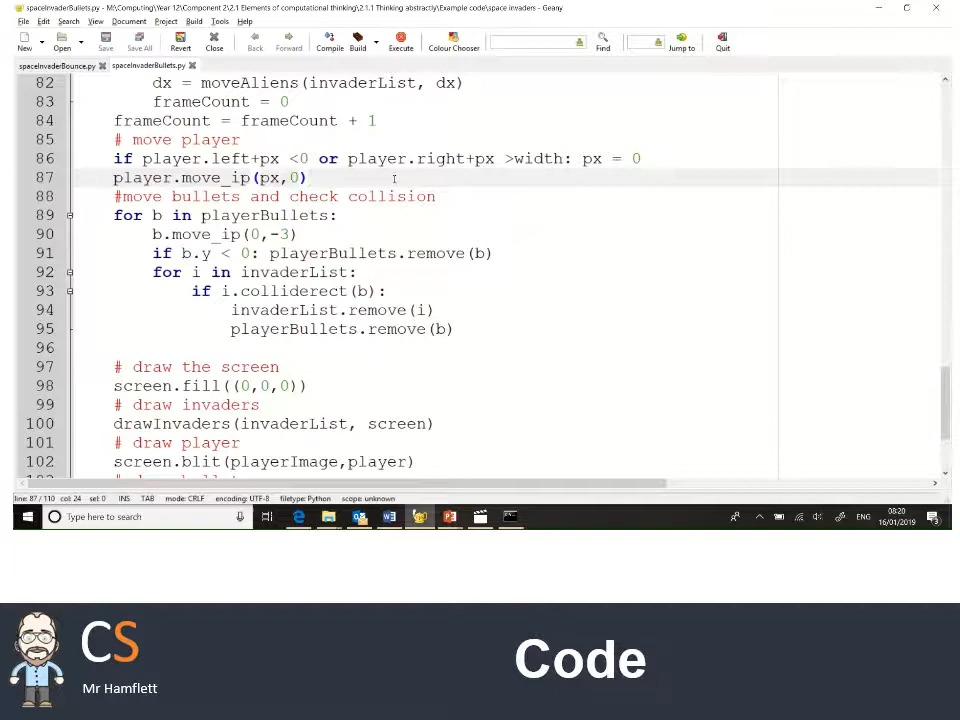 spaceInvaderBullets.py - M:\Computing\Year 12\Component 2\2.1 Elements of computational thinking\2.1.1 Thinking abstractly\Example code\space invaders - Geany
File Edit Search View Document Project Build Tools Help
New Open Save Save All Revert Close Back Forward Compile Build Execute Colour Chooser Find Jump to Quit
spaceInvaderBounce.py spaceInvaderBullets.py
82 dx = moveAliens(invaderList, dx)
83 frameCount = 0
84 frameCount = frameCount + 1
85 # move player
86 if player.left+px <0 or player.right+px >width: px = 0
87 player.move_ip(px,0)
88 #move bullets and check collision
89 for b in playerBullets:
90 b.move_ip(0,-3)
91 if b.y < 0: playerBullets.remove(b)
92 for i in invaderList:
93 if i.colliderect(b):
94 invaderList.remove(i)
95 playerBullets.remove(b)
96
97 # draw the screen
98 screen.fill((0,0,0))
99 # draw invaders
100 drawInvaders(invaderList, screen)
101 # draw player
102 screen.blit(playerImage,player)
line: 87 / 110 col: 24 sel: 0 INS TAB mode: CRLF encoding: UTF-8 filetype: Python scope: unknown
Type here to search
ENG
08:20
16/01/2019
3
CS
Mr Hamflett
Code